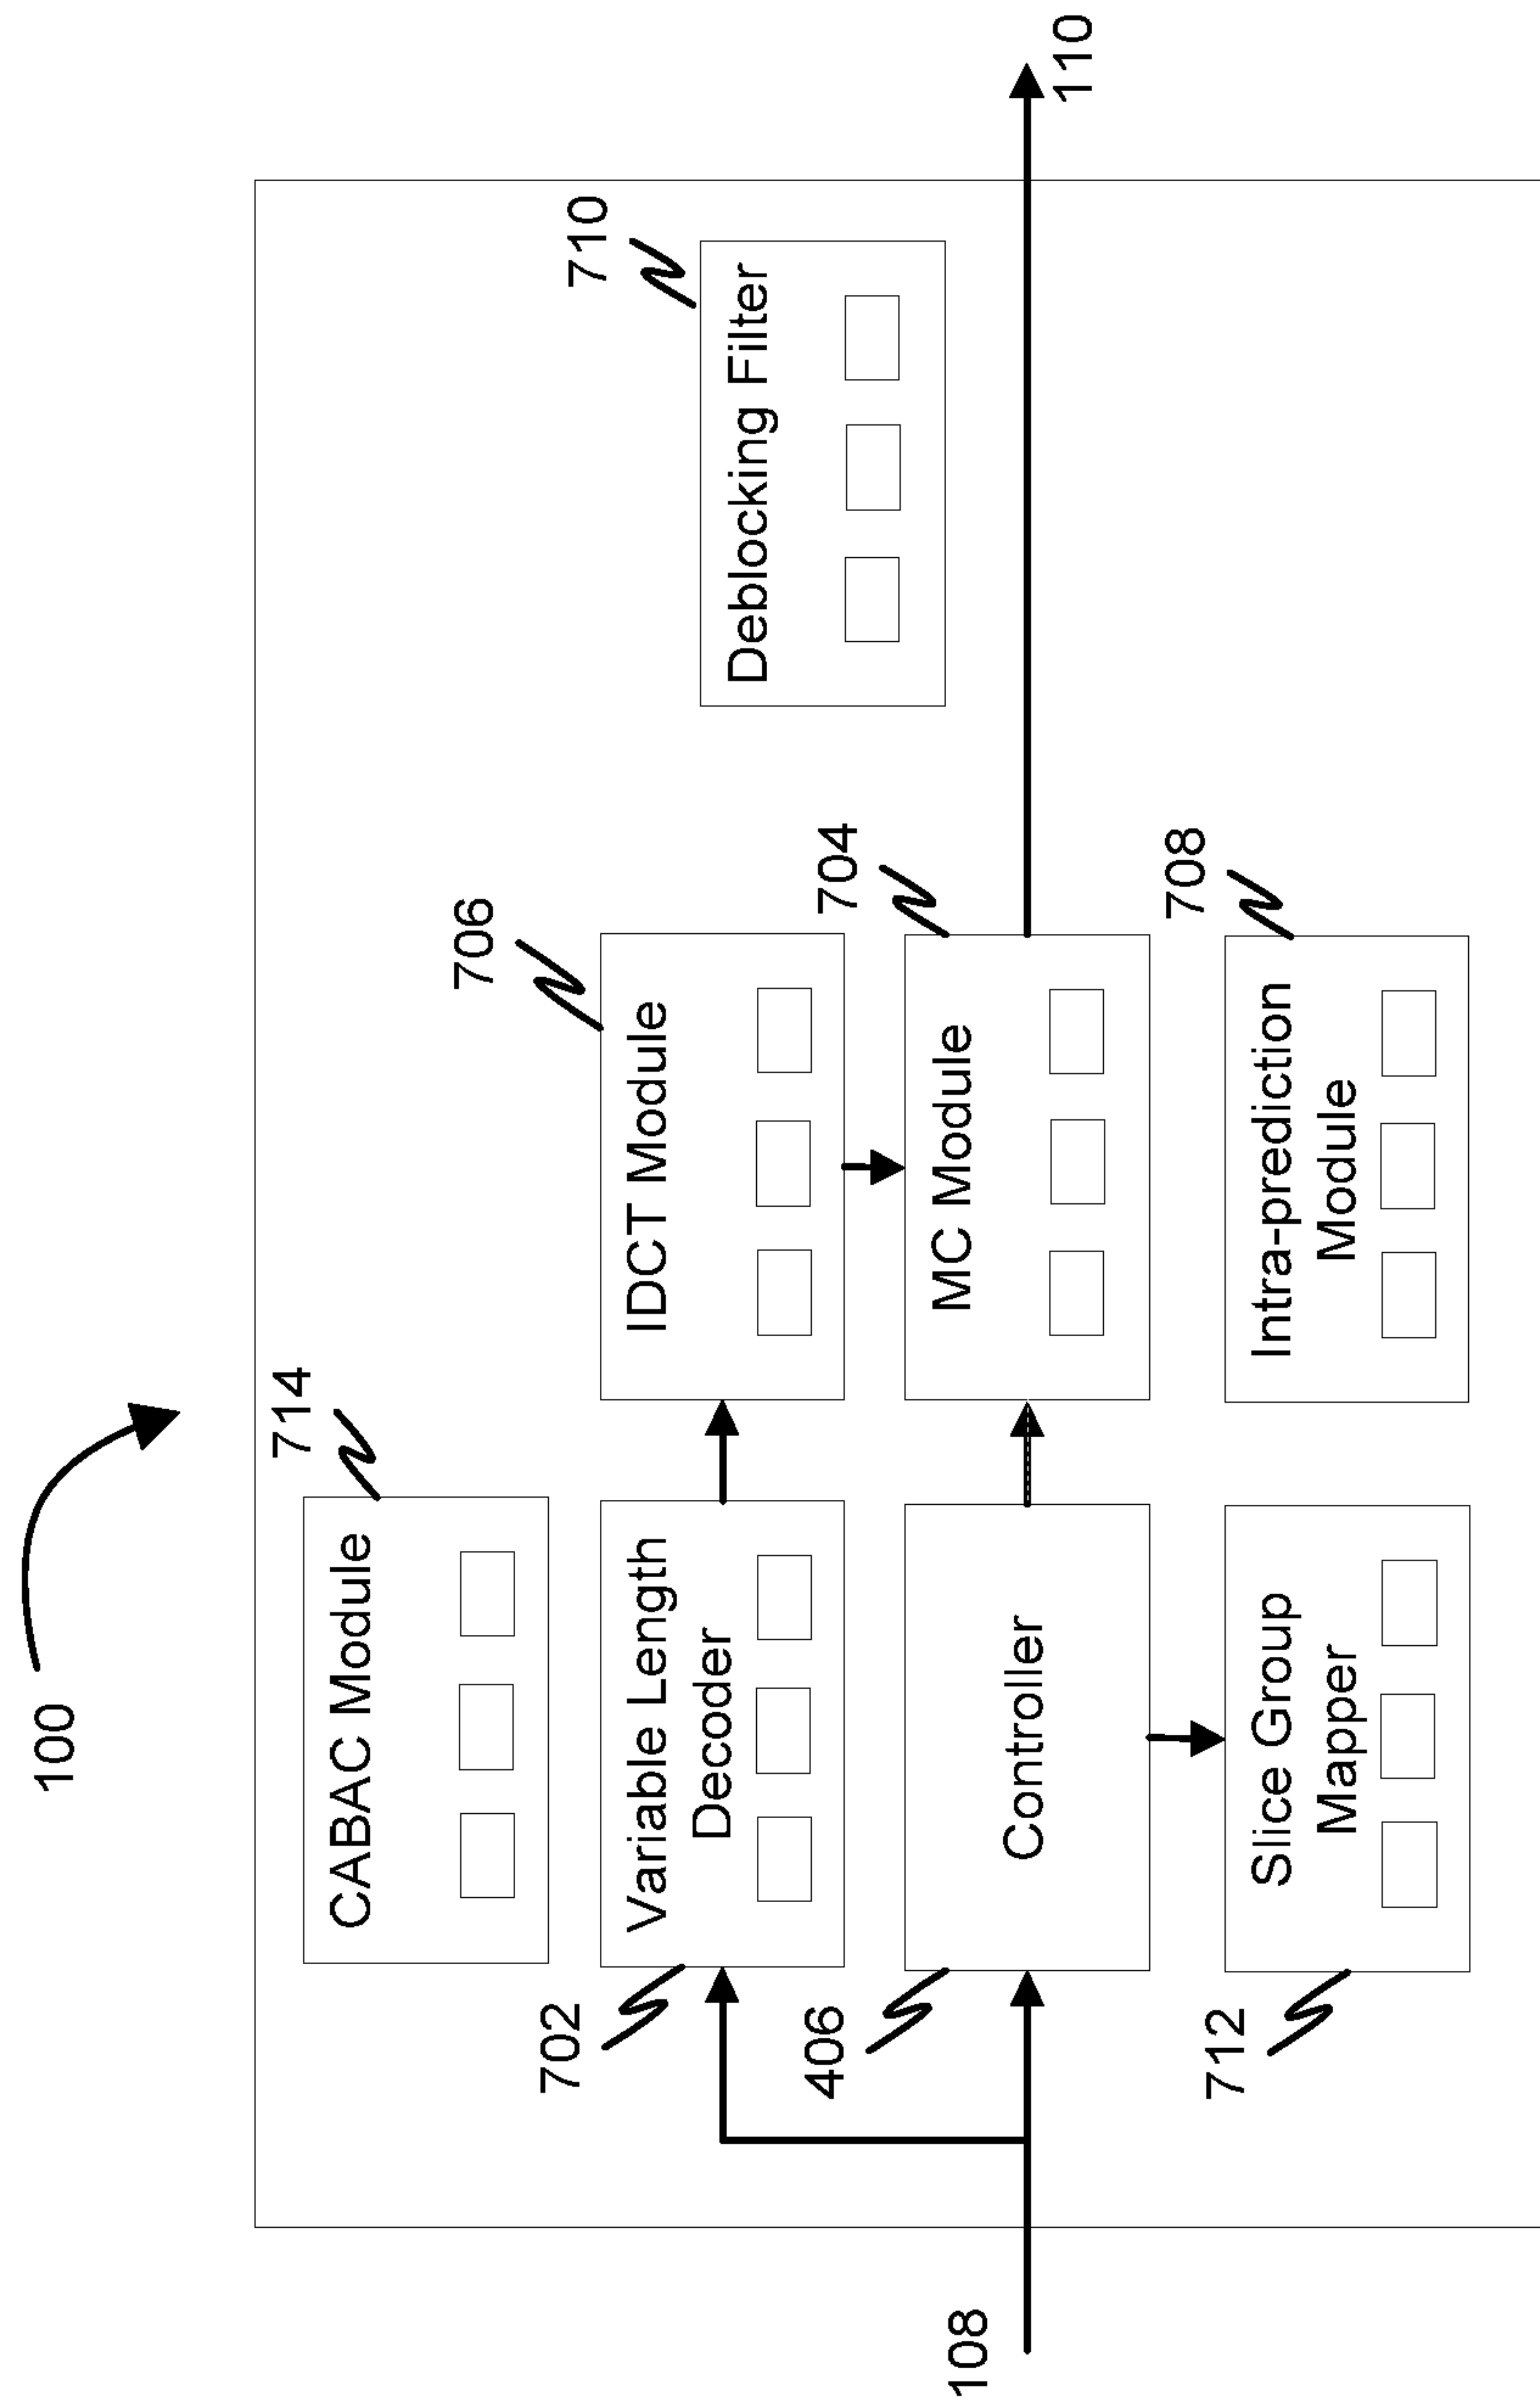 100
714
CABAC Module
706
710
702
Variable Length
Decoder
IDCT Module
Deblocking Filter
406
704
Controller
MC Module
108
110
712
708
Slice Group
Mapper
Intra-prediction
Module